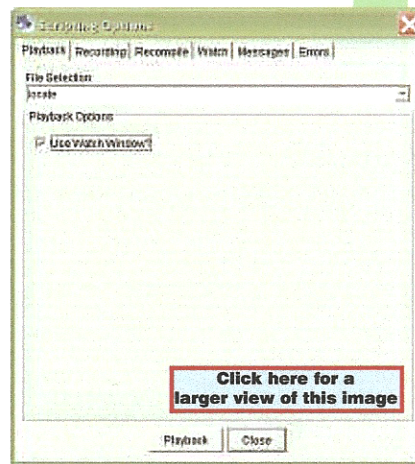 Scripting Options
Playback Recording Recompile Watch Messages Errors
File Selection
locate
Playback Options
Use Watch Window?
Click here for a
larger view of this image
Playback Close